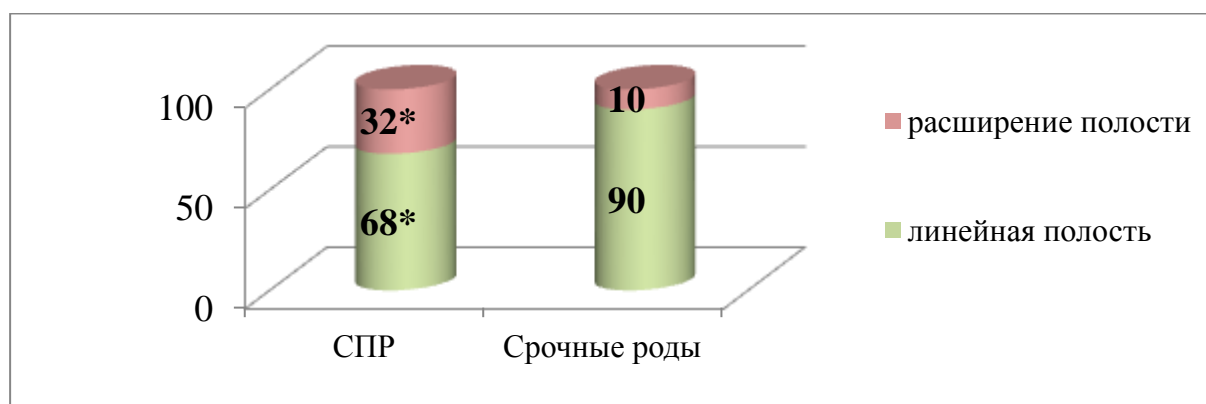 100
50
0
32*
68*
10
90
СПР
Срочные роды
расширение полости
линейная полость